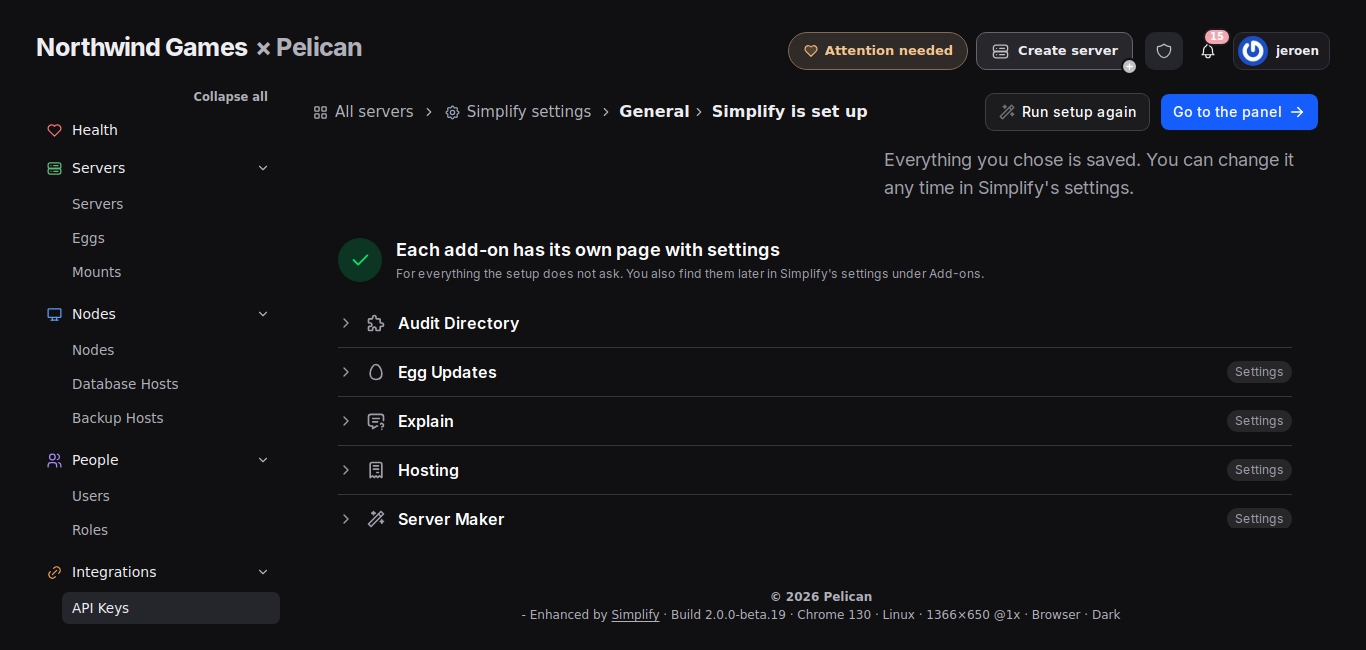 Northwind Games × Pelican
Attention needed
Create server
15
jeroen
Collapse all
Health
Servers
Servers
Eggs
Mounts
Nodes
Nodes
Database Hosts
Backup Hosts
People
Users
Roles
Integrations
API Keys
All servers > Simplify settings > General > Simplify is set up
Run setup again
Go to the panel
Everything you chose is saved. You can change it
any time in Simplify's settings.
Each add-on has its own page with settings
For everything the setup does not ask. You also find them later in Simplify's settings under Add-ons.
Audit Directory
Egg Updates Settings
Explain Settings
Hosting Settings
Server Maker Settings
© 2026 Pelican
- Enhanced by Simplify · Build 2.0.0-beta.19 · Chrome 130 · Linux · 1366×650 @1x · Browser · Dark